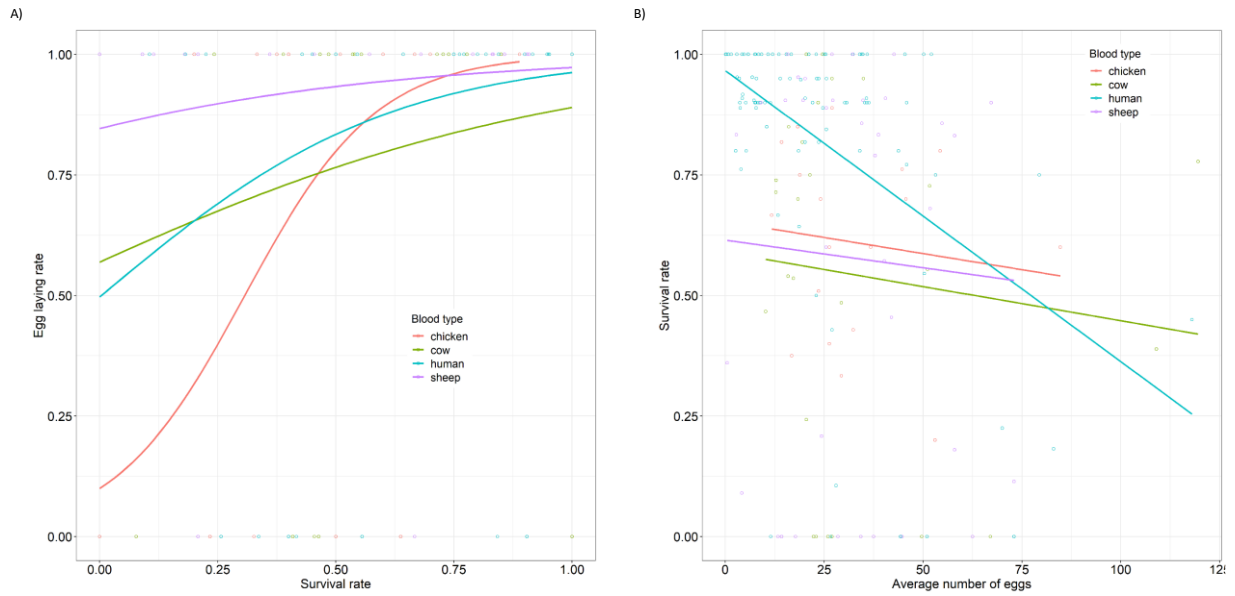 A)
1.00
0.75
0.50
0.25
0.00
Egg laying rate
Blood type
chicken
cow
human
sheep
0.00 0.25 0.50 0.75 1.00
Survival rate
B)
1.00
0.75
0.50
0.25
0.00
Survival rate
Blood type
chicken
cow
human
sheep
0 25 50 75 100 125
Average number of eggs